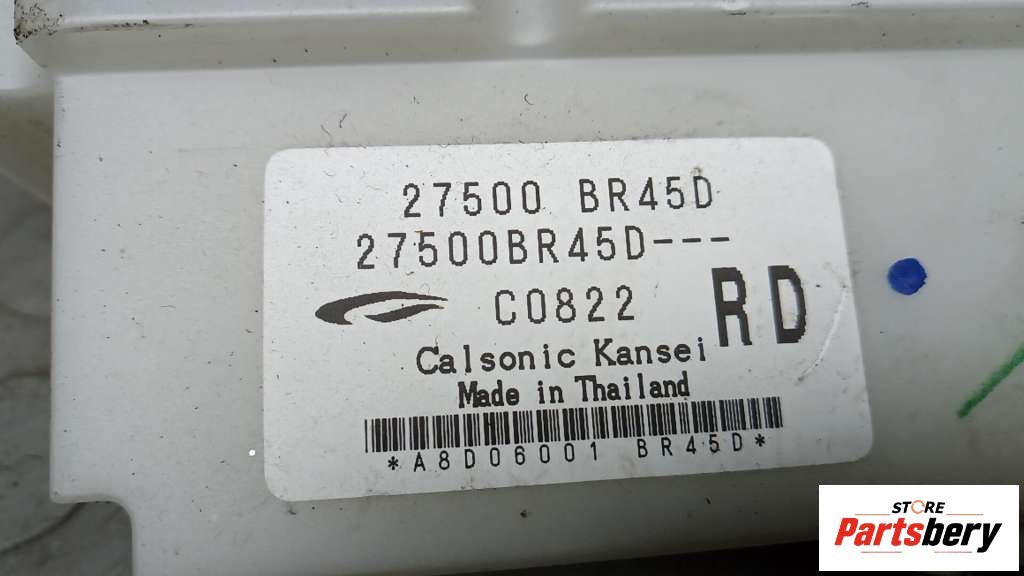 27500 BR45D
27500BR45D---
C0822
RD
Calsonic Kansei
Made in Thailand
*A8D06001 BR45D*
STORE
Partsbery